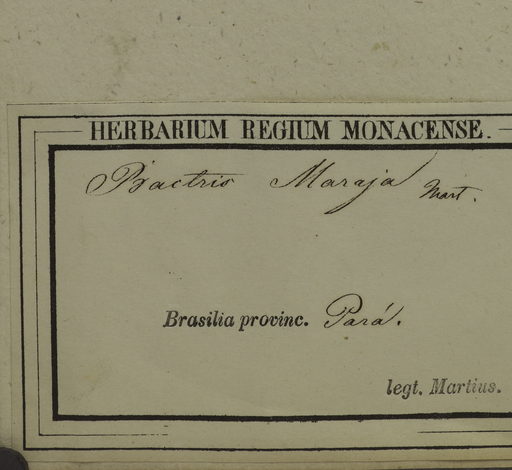 HERBARIUM REGIUM MONACENSE.
Bactris Maraja Mart.
Brasilia provinc. Pará.
legt. Martius.